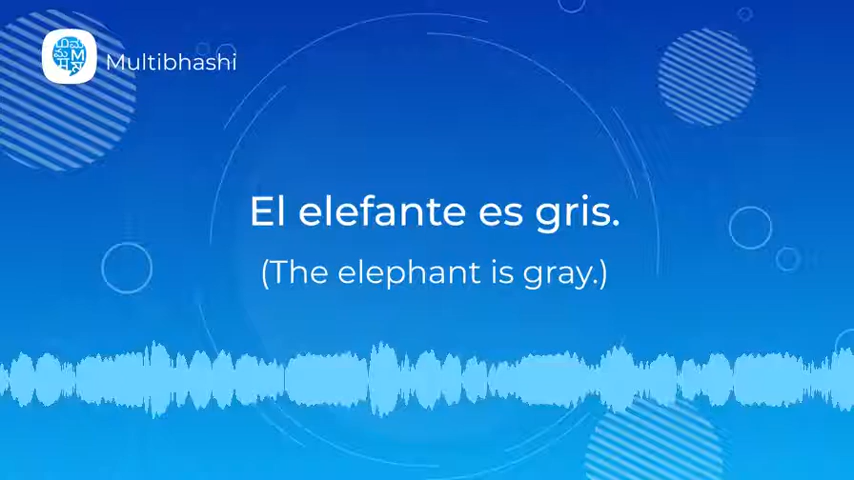 Multibhashi
El elefante es gris.
(The elephant is gray.)